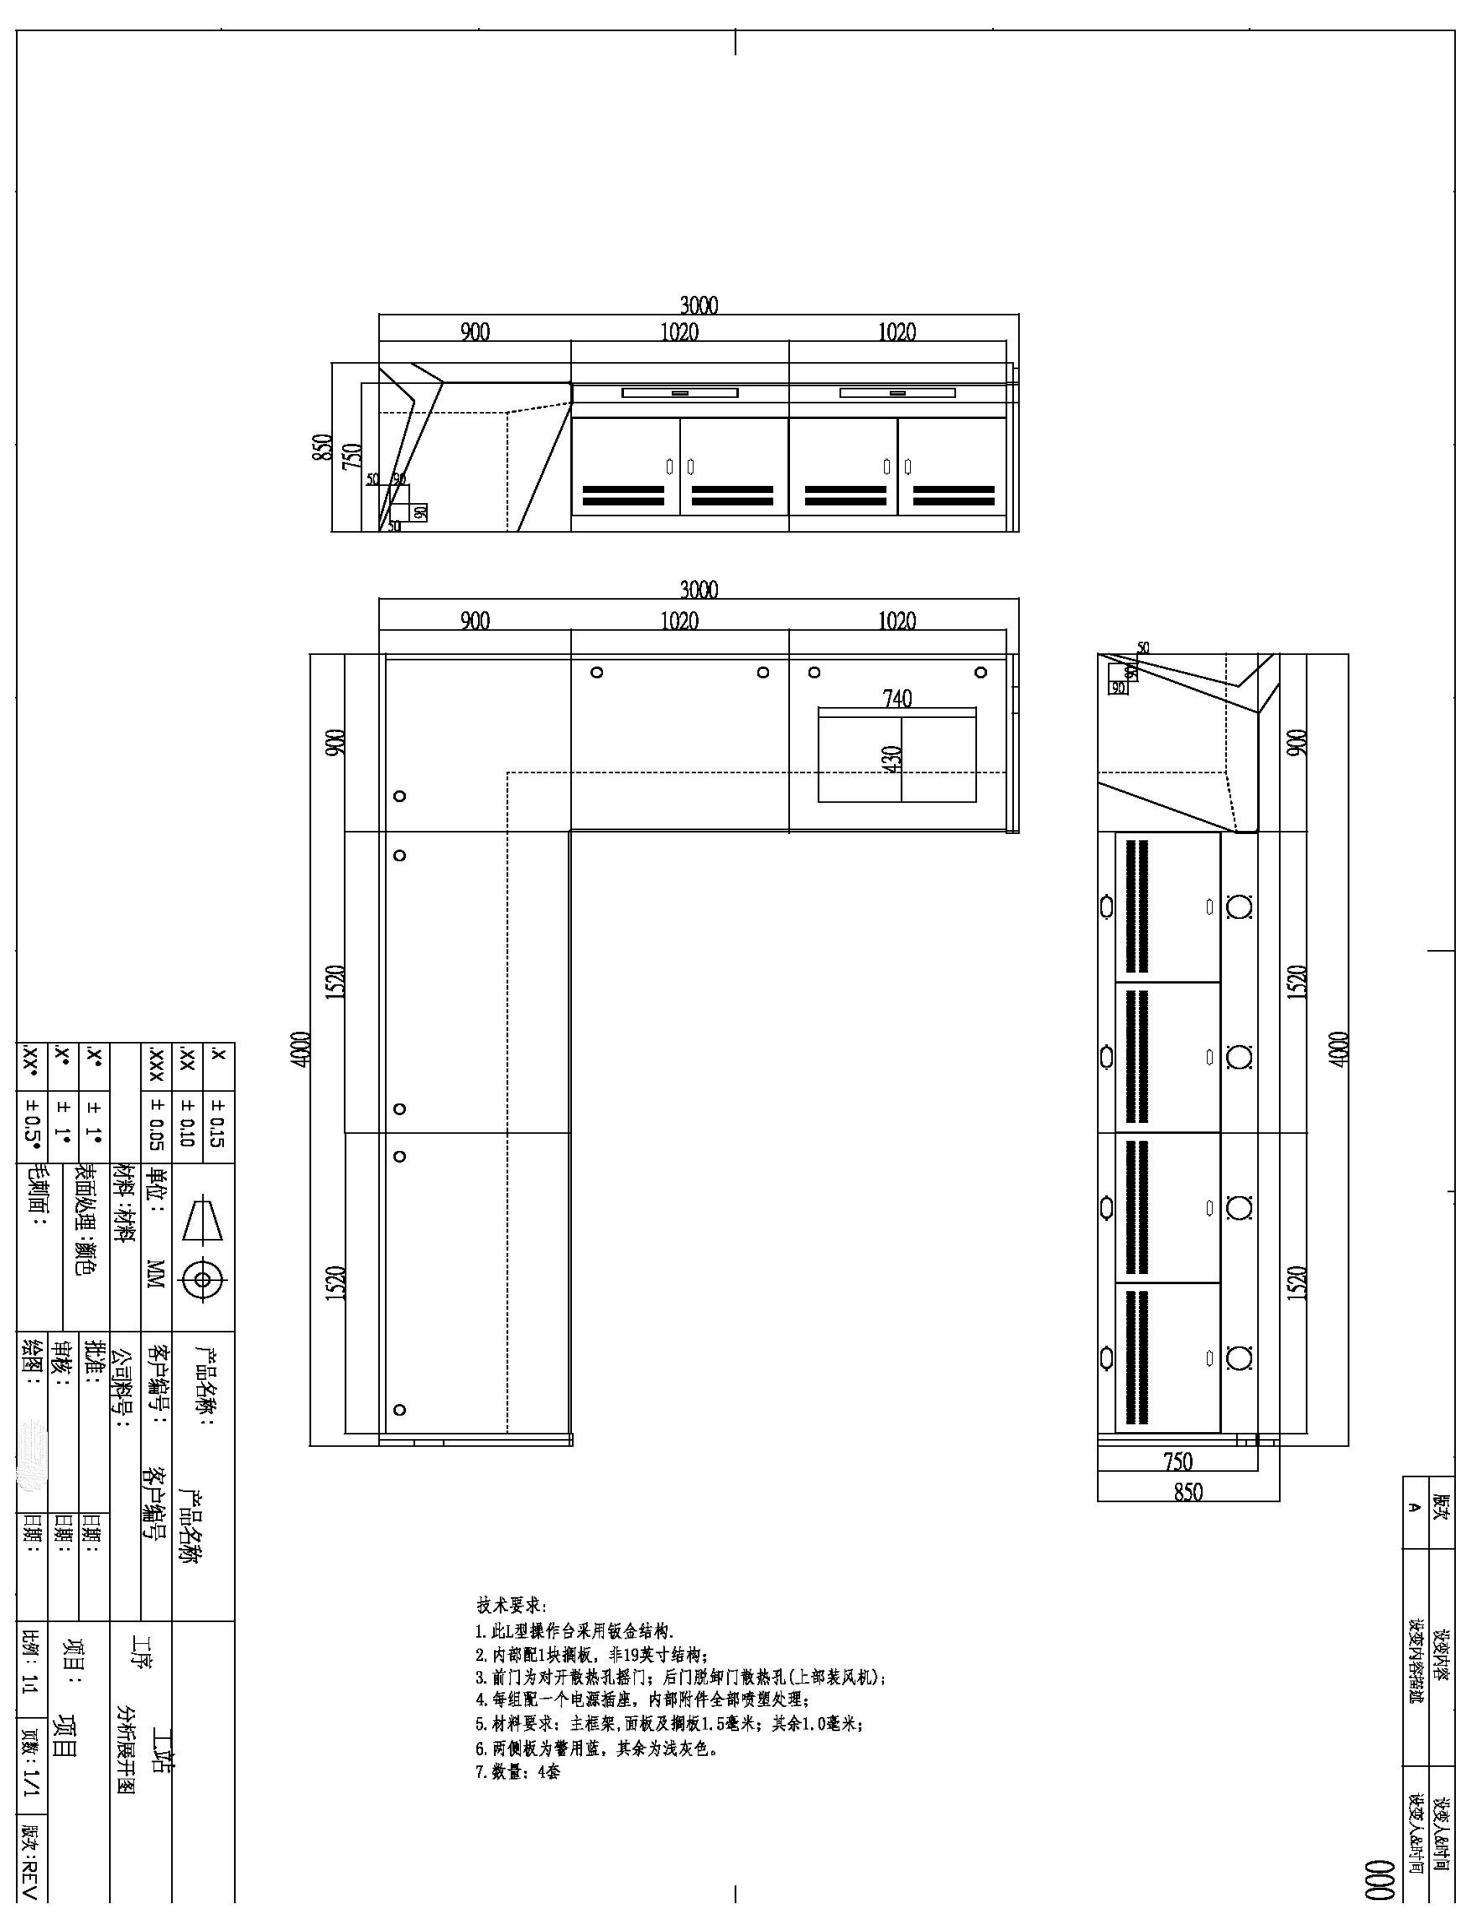 3000
900
1020
1020
850
750
50
90
90
50
3000
900
1020
1020
740
430
900
1520
1520
4000
50
90
90
900
1520
1520
4000
750
850
技术要求:
1.此L型操作台采用钣金结构.
2.内部配1块搁板，非19英寸结构；
3.前门为对开散热孔摇门；后门脱卸门散热孔(上部装风机)；
4.每组配一个电源插座，内部附件全部喷塑处理；
5.材料要求：主框架,面板及搁板1.5毫米；其余1.0毫米；
6.两侧板为警用蓝，其余为浅灰色。
7.数量：4套
.X ± 0.15
.XX ± 0.10
.XXX ± 0.05
.X° ± 1°
.X° ± 1°
.XX° ± 0.5°
单位： MM
材料:材料
表面处理:颜色
毛刺面：
产品名称： 产品名称
客户编号： 客户编号
公司料号：
批准： 日期：
审核： 日期：
绘图： 日期：
工序 工站
分析展开图
项目： 项目
比例：1:1 页数：1/1 版次:REV
版次 设变内容 设变人&时间
A 设变内容描述 设变人&时间
000